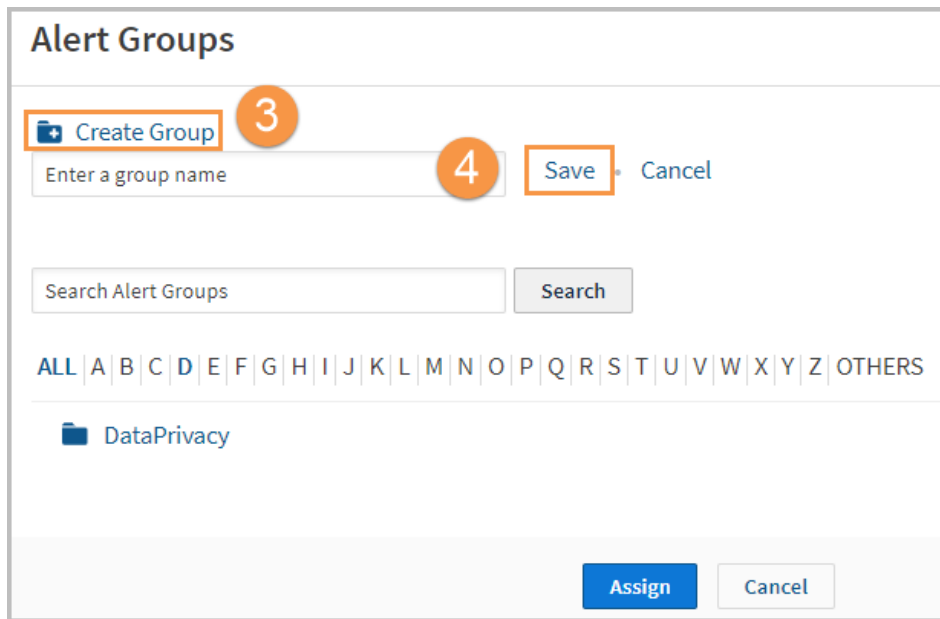 Alert Groups
Create Group 3
Enter a group name 4 Save • Cancel
Search Alert Groups Search
ALL A B C D E F G H I J K L M N O P Q R S T U V W X Y Z OTHERS
DataPrivacy
Assign Cancel